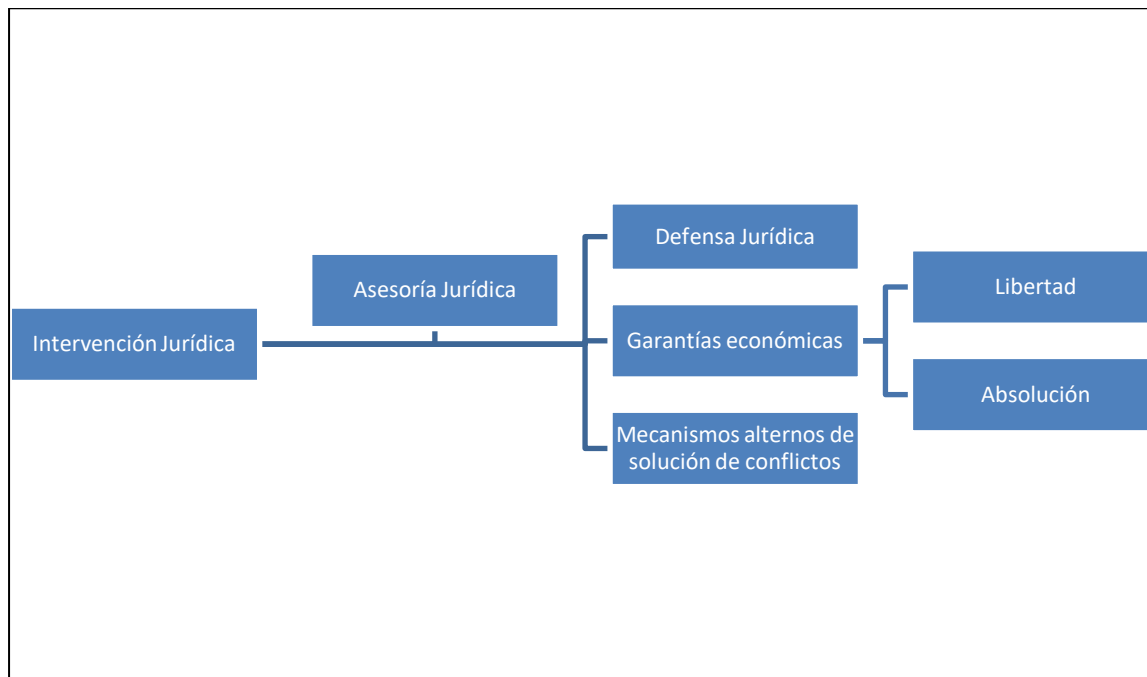 Intervención Jurídica
Asesoría Jurídica
Defensa Jurídica
Garantías económicas
Mecanismos alternos de
solución de conflictos
Libertad
Absolución